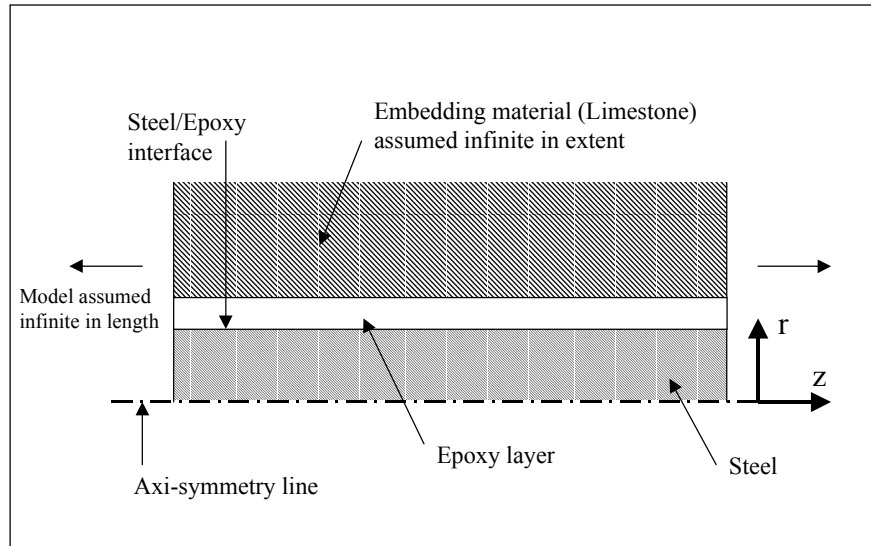 Embedding material (Limestone)
assumed infinite in extent
Steel/Epoxy
interface
Model assumed
infinite in length
r
z
Epoxy layer
Steel
Axi-symmetry line